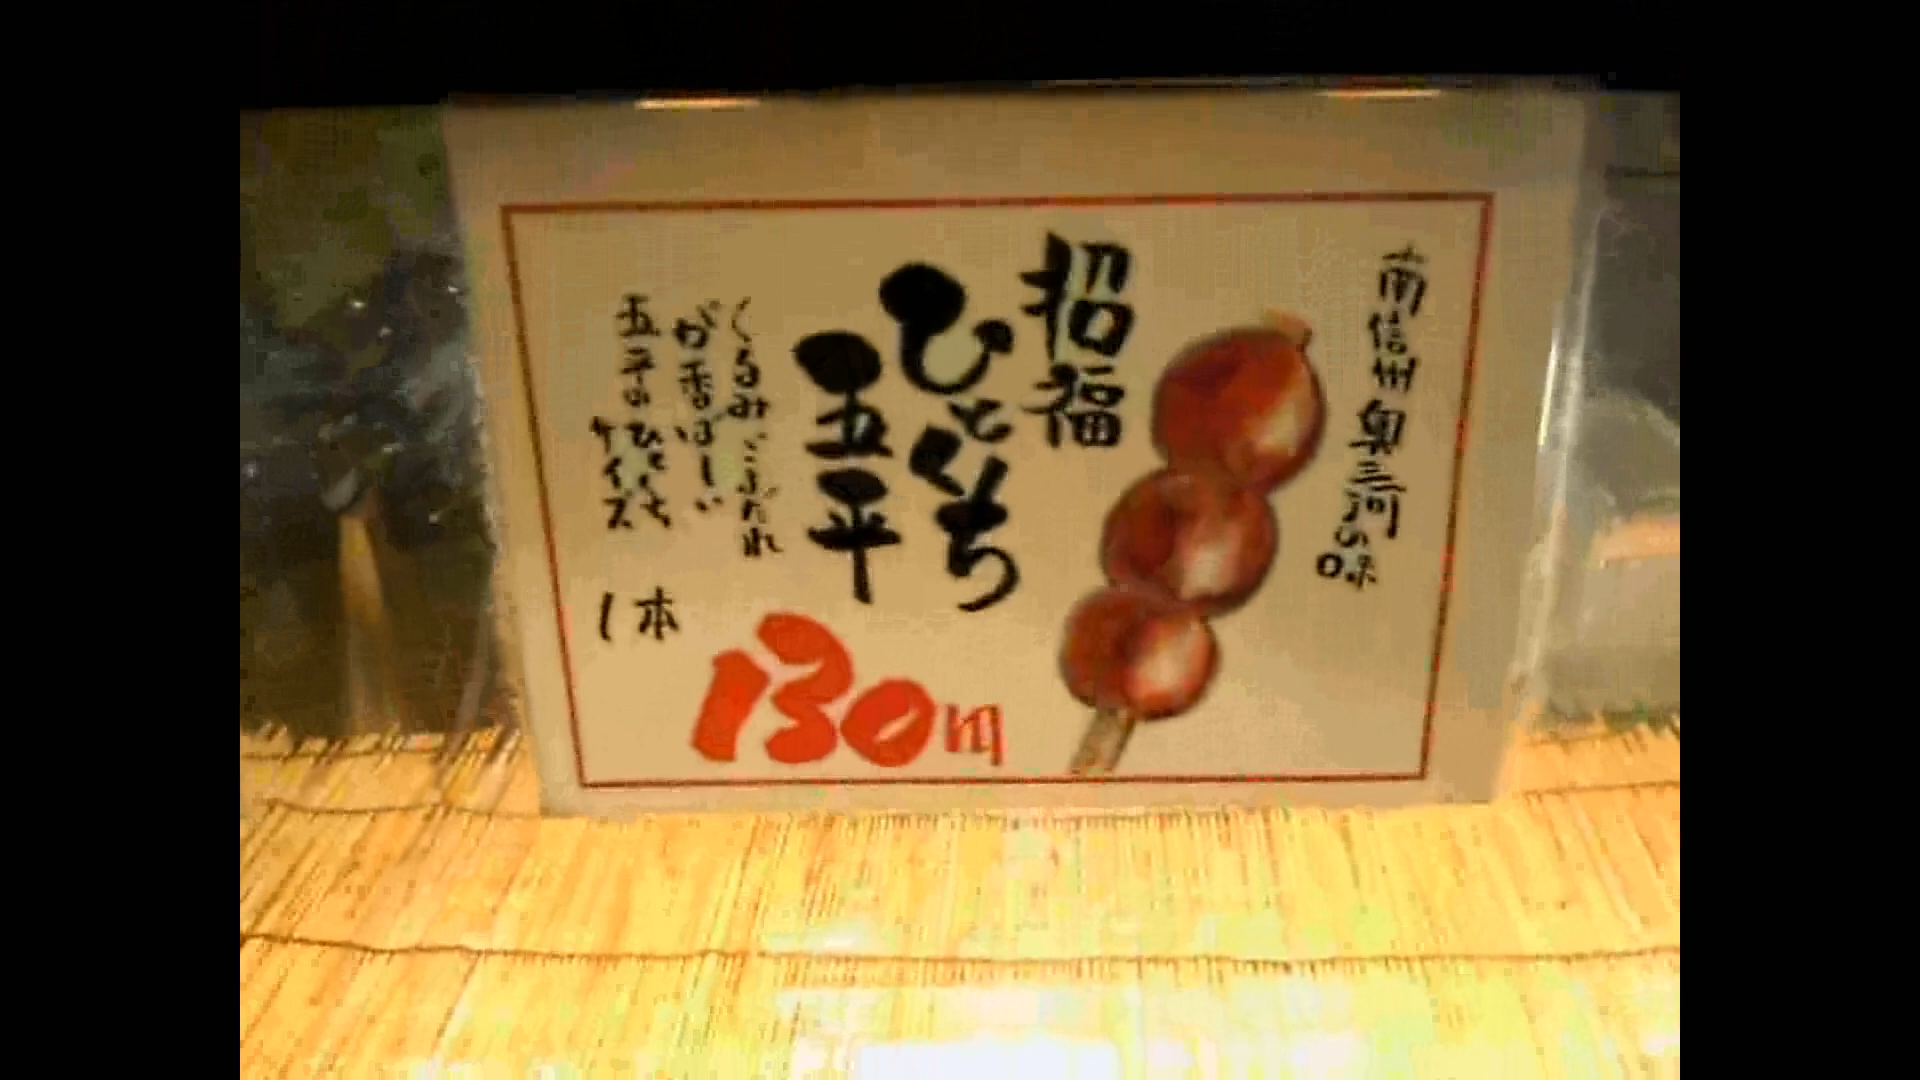 南信州奥三河の味
招福
ひとくち
五平
くるみごまだれ
が香ばしい
五平のひとくち
サイズ
1本
130円